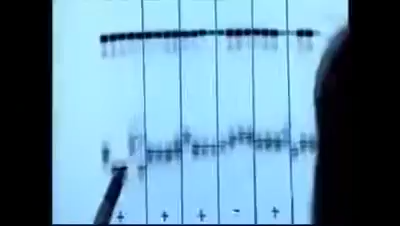 + + + - +